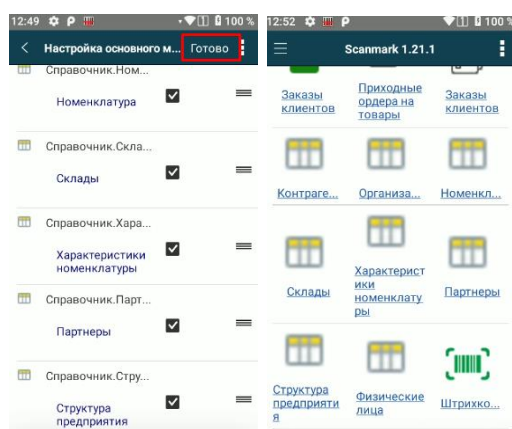 12:49
100 %
Настройка основного м...
Готово
Справочник.Ном...
Номенклатура
Справочник.Скла...
Склады
Справочник.Хара...
Характеристики
номенклатуры
Справочник.Парт...
Партнеры
Справочник.Стру...
Структура
предприятия
12:52
100 %
Scanmark 1.21.1
Заказы
клиентов
Приходные
ордера на
товары
Заказы
клиентов
Контраге...
Организа...
Номенкл...
Склады
Характерист
ики
номенклату
ры
Партнеры
Структура
предприяти
я
Физические
лица
Штрихко...